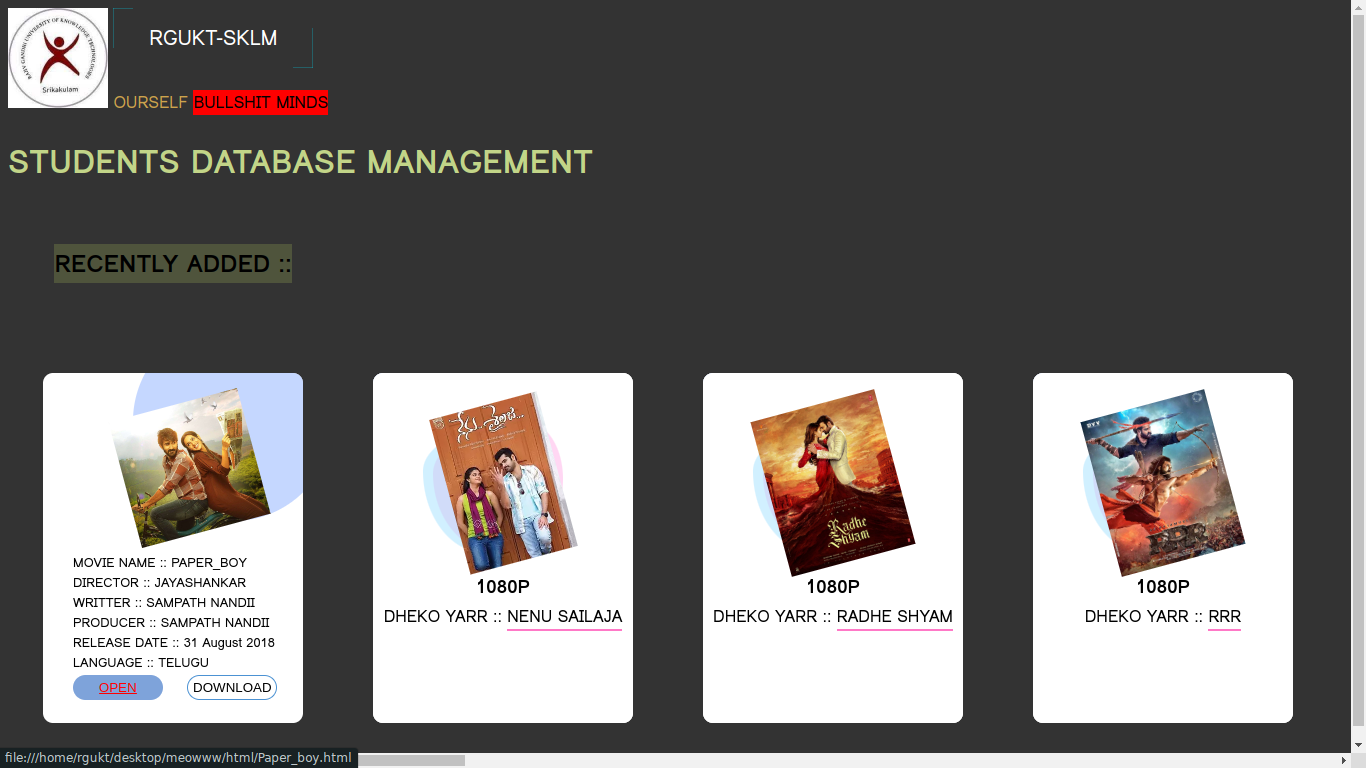 RAJIV GANDHI UNIVERSITY OF KNOWLEDGE TECHNOLOGIES
Srikakulam
RGUKT-SKLM
OURSELF BULLSHIT MINDS
STUDENTS DATABASE MANAGEMENT
RECENTLY ADDED ::
MOVIE NAME :: PAPER_BOY
DIRECTOR :: JAYASHANKAR
WRITTER :: SAMPATH NANDII
PRODUCER :: SAMPATH NANDII
RELEASE DATE :: 31 August 2018
LANGUAGE :: TELUGU
OPEN
DOWNLOAD
నేను.. శైలజ...
1080P
DHEKO YARR :: NENU SAILAJA
Radhe
Shyam
1080P
DHEKO YARR :: RADHE SHYAM
RRR
1080P
DHEKO YARR :: RRR
file:///home/rgukt/desktop/meowww/html/Paper_boy.html